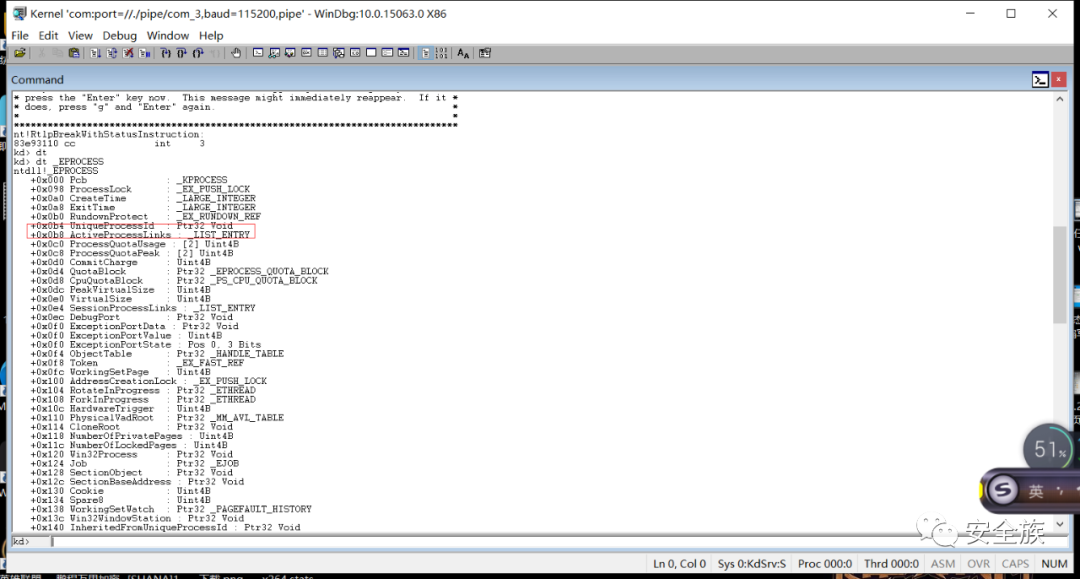 Kernel 'com:port=//./pipe/com_3,baud=115200,pipe' - WinDbg:10.0.15063.0 X86
File Edit View Debug Window Help
Command
* press the "Enter" key now. This message might immediately reappear. If it *
* does, press "g" and "Enter" again. *
* *
*******************************************************************************
nt!RtlpBreakWithStatusInstruction:
83e93110 cc int 3
kd> dt
kd> dt _EPROCESS
ntdll!_EPROCESS
+0x000 Pcb : _KPROCESS
+0x098 ProcessLock : _EX_PUSH_LOCK
+0x0a0 CreateTime : _LARGE_INTEGER
+0x0a8 ExitTime : _LARGE_INTEGER
+0x0b0 RundownProtect : _EX_RUNDOWN_REF
+0x0b4 UniqueProcessId : Ptr32 Void
+0x0b8 ActiveProcessLinks : _LIST_ENTRY
+0x0c0 ProcessQuotaUsage : [2] Uint4B
+0x0c8 ProcessQuotaPeak : [2] Uint4B
+0x0d0 CommitCharge : Uint4B
+0x0d4 QuotaBlock : Ptr32 _EPROCESS_QUOTA_BLOCK
+0x0d8 CpuQuotaBlock : Ptr32 _PS_CPU_QUOTA_BLOCK
+0x0dc PeakVirtualSize : Uint4B
+0x0e0 VirtualSize : Uint4B
+0x0e4 SessionProcessLinks : _LIST_ENTRY
+0x0ec DebugPort : Ptr32 Void
+0x0f0 ExceptionPortData : Ptr32 Void
+0x0f0 ExceptionPortValue : Uint4B
+0x0f0 ExceptionPortState : Pos 0, 3 Bits
+0x0f4 ObjectTable : Ptr32 _HANDLE_TABLE
+0x0f8 Token : _EX_FAST_REF
+0x0fc WorkingSetPage : Uint4B
+0x100 AddressCreationLock : _EX_PUSH_LOCK
+0x104 RotateInProgress : Ptr32 _ETHREAD
+0x108 ForkInProgress : Ptr32 _ETHREAD
+0x10c HardwareTrigger : Uint4B
+0x110 PhysicalVadRoot : Ptr32 _MM_AVL_TABLE
+0x114 CloneRoot : Ptr32 Void
+0x118 NumberOfPrivatePages : Uint4B
+0x11c NumberOfLockedPages : Uint4B
+0x120 Win32Process : Ptr32 Void
+0x124 Job : Ptr32 _EJOB
+0x128 SectionObject : Ptr32 Void
+0x12c SectionBaseAddress : Ptr32 Void
+0x130 Cookie : Uint4B
+0x134 Spare8 : Uint4B
+0x138 WorkingSetWatch : Ptr32 _PAGEFAULT_HISTORY
+0x13c Win32WindowStation : Ptr32 Void
+0x140 InheritedFromUniqueProcessId : Ptr32 Void
51%
英
安全族
kd>
Ln 0, Col 0 Sys 0:KdSrv:S Proc 000:0 Thrd 000:0 ASM OVR CAPS NUM